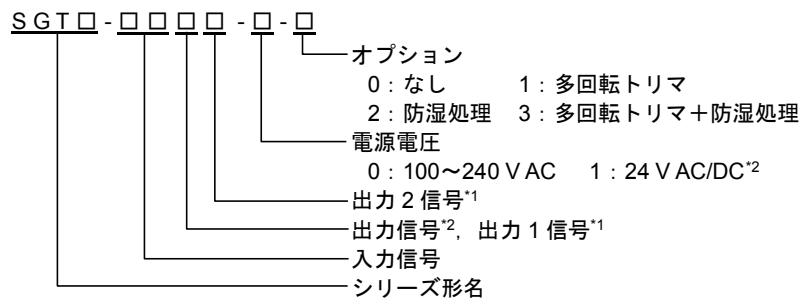 SGT□-□□□□-□-□
オプション
0：なし 1：多回転トリマ
2：防湿処理 3：多回転トリマ＋防湿処理
電源電圧
0：100～240 V AC 1：24 V AC/DC*2
出力 2 信号*1
出力信号*2，出力 1 信号*1
入力信号
シリーズ形名